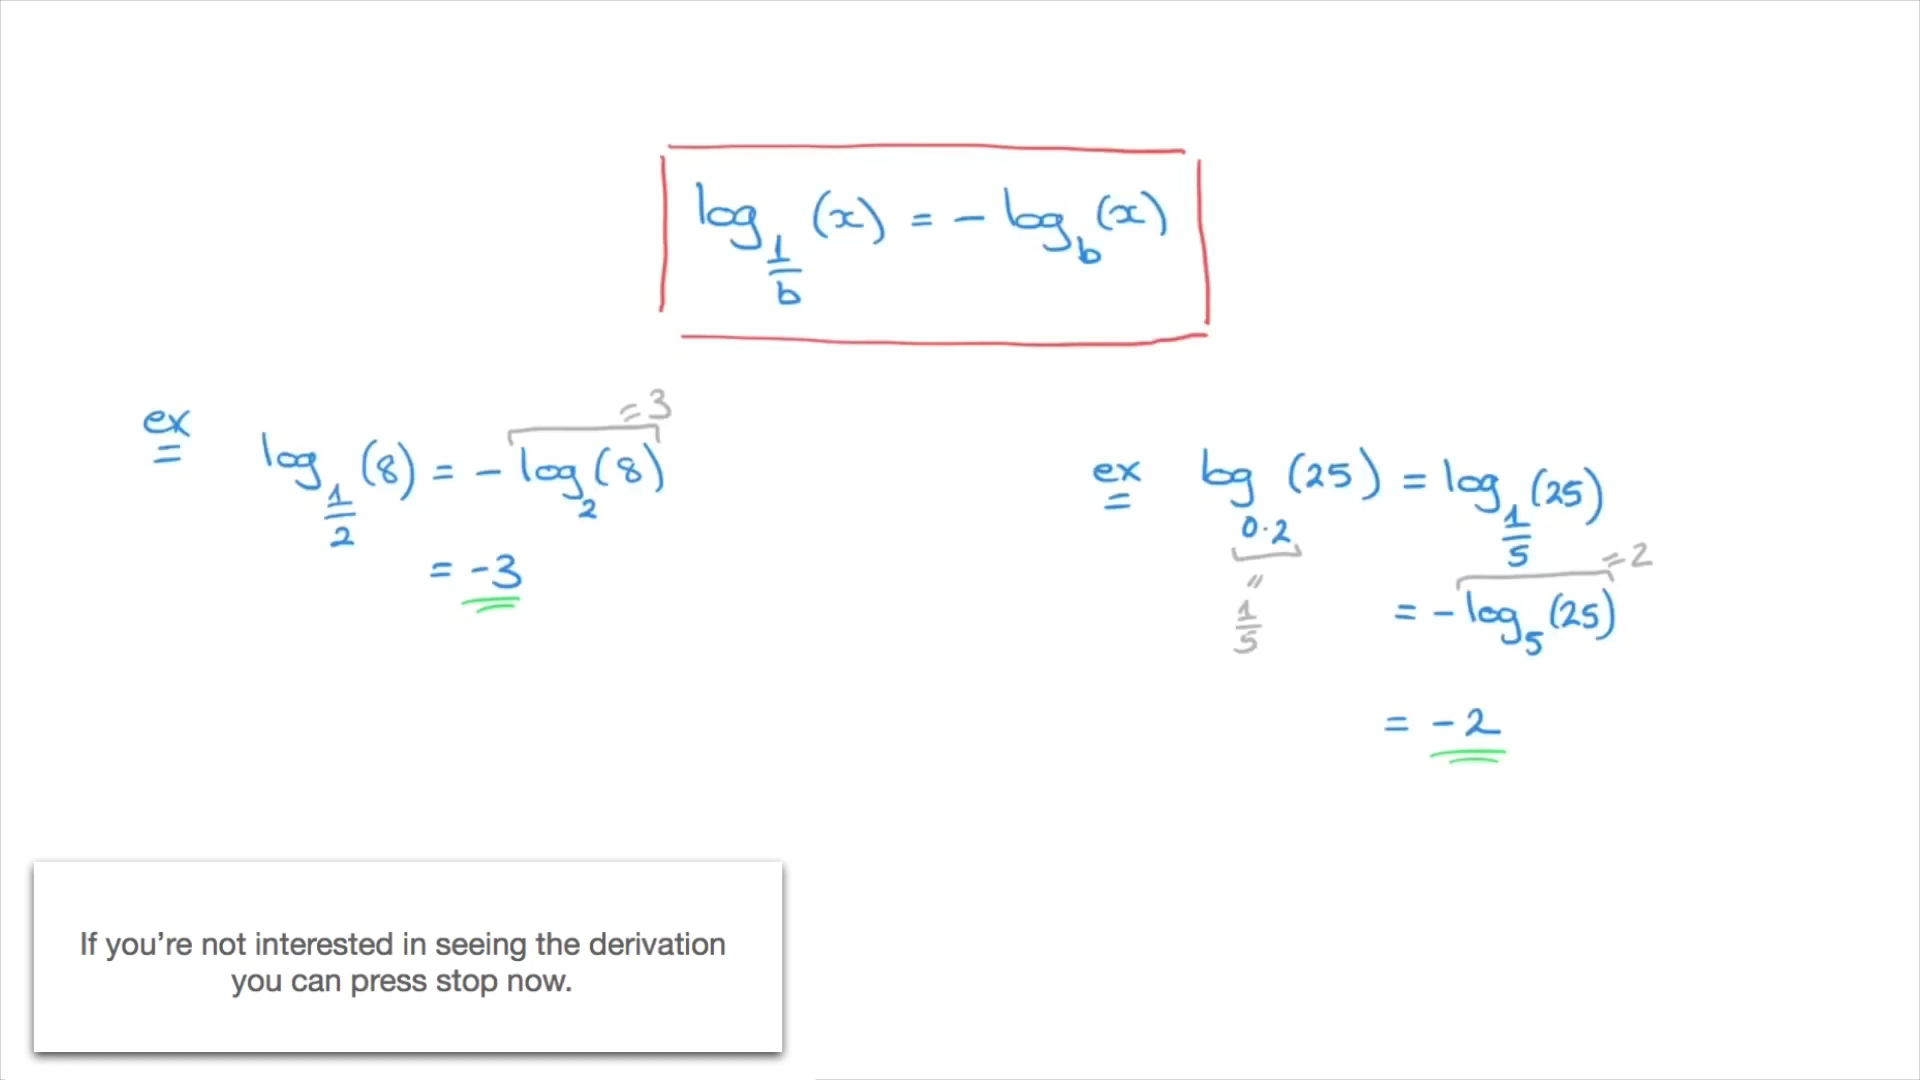 log_{1/b} (x) = - log_b (x)
ex
=3
log_{1/2} (8) = - log_2 (8)
= -3
ex log_{0.2} (25) = log_{1/5} (25)
= 1/5
=2
= - log_5 (25)
= -2
If you’re not interested in seeing the derivation
you can press stop now.